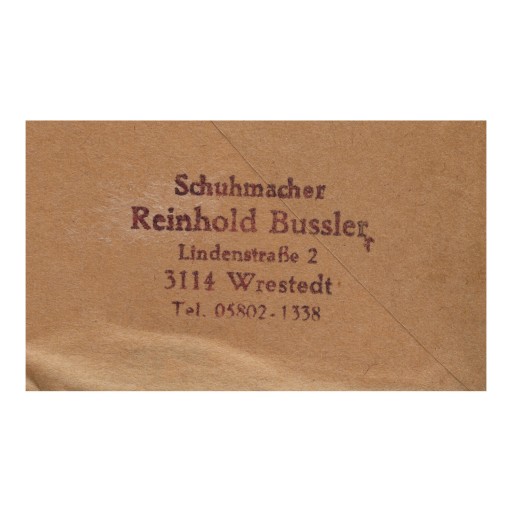 Schuhmacher
Reinhold Bussler
Lindenstraße 2
3114 Wrestedt
Tel. 05802-1338